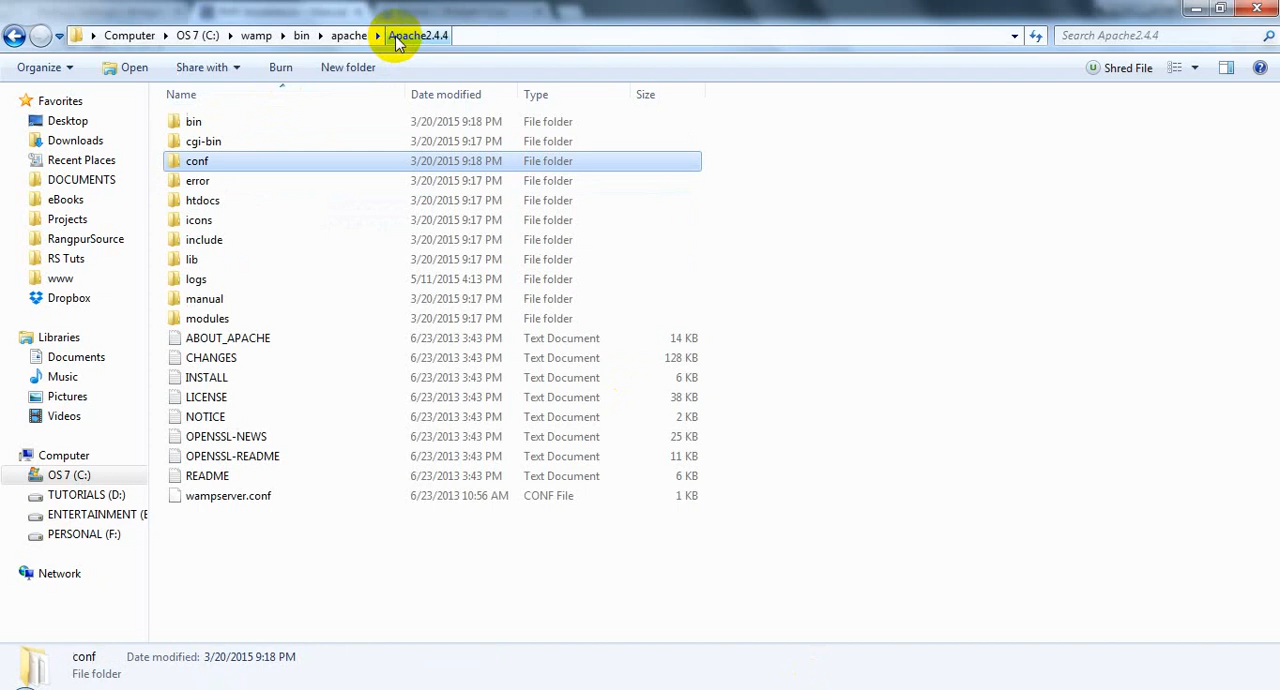 Computer OS 7 (C:) wamp bin apache Apache2.4.4 Search Apache2.4.4
Organize Open Share with Burn New folder Shred File
Name Date modified Type Size
Favorites
Desktop
Downloads
Recent Places
DOCUMENTS
eBooks
Projects
RangpurSource
RS Tuts
www
Dropbox
Libraries
Documents
Music
Pictures
Videos
Computer
OS 7 (C:)
TUTORIALS (D:)
ENTERTAINMENT (E
PERSONAL (F:)
Network
bin 3/20/2015 9:18 PM File folder
cgi-bin 3/20/2015 9:17 PM File folder
conf 3/20/2015 9:18 PM File folder
error 3/20/2015 9:17 PM File folder
htdocs 3/20/2015 9:17 PM File folder
icons 3/20/2015 9:17 PM File folder
include 3/20/2015 9:17 PM File folder
lib 3/20/2015 9:17 PM File folder
logs 5/11/2015 4:13 PM File folder
manual 3/20/2015 9:17 PM File folder
modules 3/20/2015 9:17 PM File folder
ABOUT_APACHE 6/23/2013 3:43 PM Text Document 14 KB
CHANGES 6/23/2013 3:43 PM Text Document 128 KB
INSTALL 6/23/2013 3:43 PM Text Document 6 KB
LICENSE 6/23/2013 3:43 PM Text Document 38 KB
NOTICE 6/23/2013 3:43 PM Text Document 2 KB
OPENSSL-NEWS 6/23/2013 3:43 PM Text Document 25 KB
OPENSSL-README 6/23/2013 3:43 PM Text Document 11 KB
README 6/23/2013 3:43 PM Text Document 6 KB
wampserver.conf 6/23/2013 10:56 AM CONF File 1 KB
conf Date modified: 3/20/2015 9:18 PM
File folder